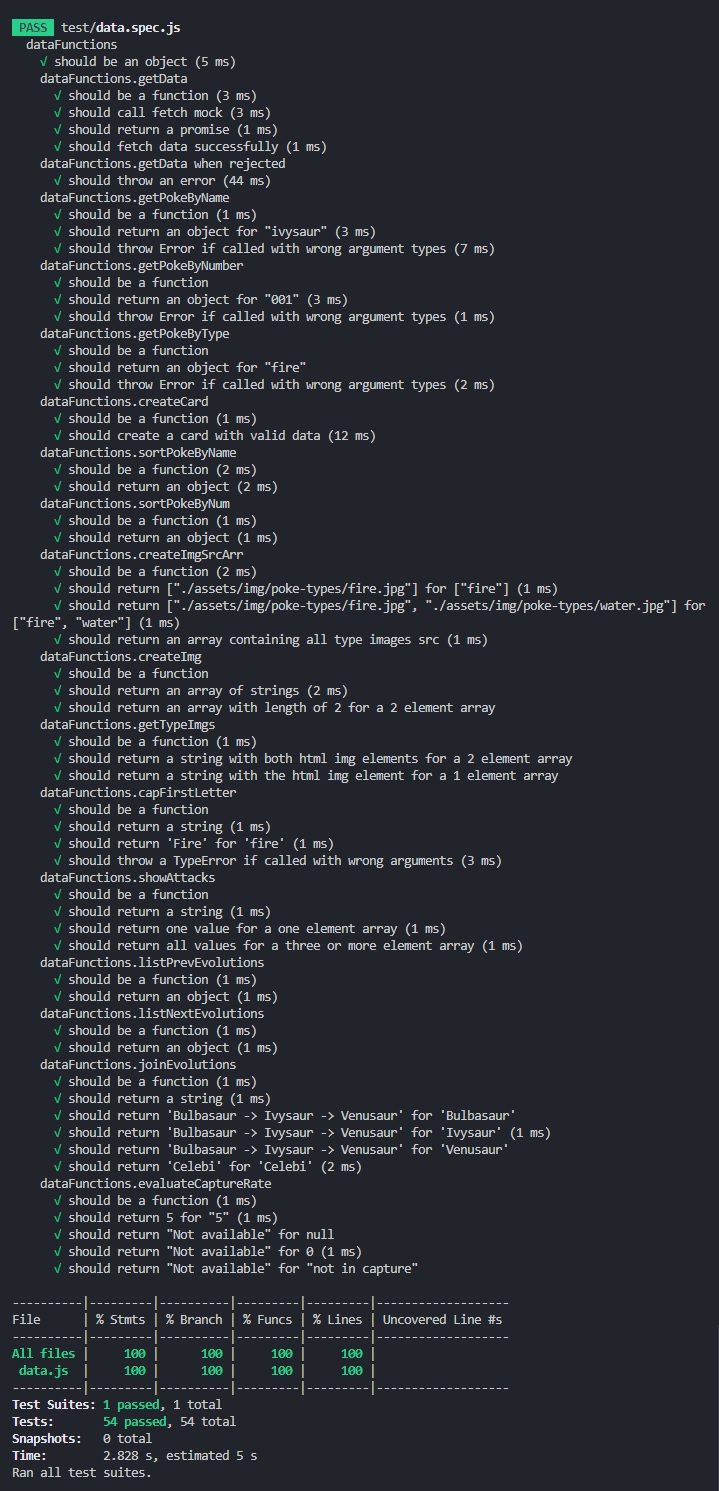 PASS test/data.spec.js
dataFunctions
√ should be an object (5 ms)
dataFunctions.getData
√ should be a function (3 ms)
√ should call fetch mock (3 ms)
√ should return a promise (1 ms)
√ should fetch data successfully (1 ms)
dataFunctions.getData when rejected
√ should throw an error (44 ms)
dataFunctions.getPokeByName
√ should be a function (1 ms)
√ should return an object for "ivysaur" (3 ms)
√ should throw Error if called with wrong argument types (7 ms)
dataFunctions.getPokeByNumber
√ should be a function
√ should return an object for "001" (3 ms)
√ should throw Error if called with wrong argument types (1 ms)
dataFunctions.getPokeByType
√ should be a function
√ should return an object for "fire"
√ should throw Error if called with wrong argument types (2 ms)
dataFunctions.createCard
√ should be a function (1 ms)
√ should create a card with valid data (12 ms)
dataFunctions.sortPokeByName
√ should be a function (2 ms)
√ should return an object (2 ms)
dataFunctions.sortPokeByNum
√ should be a function (1 ms)
√ should return an object (1 ms)
dataFunctions.createImgSrcArr
√ should be a function (2 ms)
√ should return ["./assets/img/poke-types/fire.jpg"] for ["fire"] (1 ms)
√ should return ["./assets/img/poke-types/fire.jpg", "./assets/img/poke-types/water.jpg"] for
["fire", "water"] (1 ms)
√ should return an array containing all type images src (1 ms)
dataFunctions.createImg
√ should be a function
√ should return an array of strings (2 ms)
√ should return an array with length of 2 for a 2 element array
dataFunctions.getTypeImgs
√ should be a function (1 ms)
√ should return a string with both html img elements for a 2 element array
√ should return a string with the html img element for a 1 element array
dataFunctions.capFirstLetter
√ should be a function
√ should return a string (1 ms)
√ should return 'Fire' for 'fire' (1 ms)
√ should throw a TypeError if called with wrong arguments (3 ms)
dataFunctions.showAttacks
√ should be a function
√ should return a string (1 ms)
√ should return one value for a one element array (1 ms)
√ should return all values for a three or more element array (1 ms)
dataFunctions.listPrevEvolutions
√ should be a function (1 ms)
√ should return an object (1 ms)
dataFunctions.listNextEvolutions
√ should be a function (1 ms)
√ should return an object (1 ms)
dataFunctions.joinEvolutions
√ should be a function (1 ms)
√ should return a string (1 ms)
√ should return 'Bulbasaur -> Ivysaur -> Venusaur' for 'Bulbasaur'
√ should return 'Bulbasaur -> Ivysaur -> Venusaur' for 'Ivysaur' (1 ms)
√ should return 'Bulbasaur -> Ivysaur -> Venusaur' for 'Venusaur'
√ should return 'Celebi' for 'Celebi' (2 ms)
dataFunctions.evaluateCaptureRate
√ should be a function (1 ms)
√ should return 5 for "5" (1 ms)
√ should return "Not available" for null
√ should return "Not available" for 0 (1 ms)
√ should return "Not available" for "not in capture"
----------|---------|----------|---------|---------|-------------------
File      | % Stmts | % Branch | % Funcs | % Lines | Uncovered Line #s
----------|---------|----------|---------|---------|-------------------
All files |     100 |      100 |     100 |     100 |
 data.js  |     100 |      100 |     100 |     100 |
----------|---------|----------|---------|---------|-------------------
Test Suites: 1 passed, 1 total
Tests:       54 passed, 54 total
Snapshots:   0 total
Time:        2.828 s, estimated 5 s
Ran all test suites.